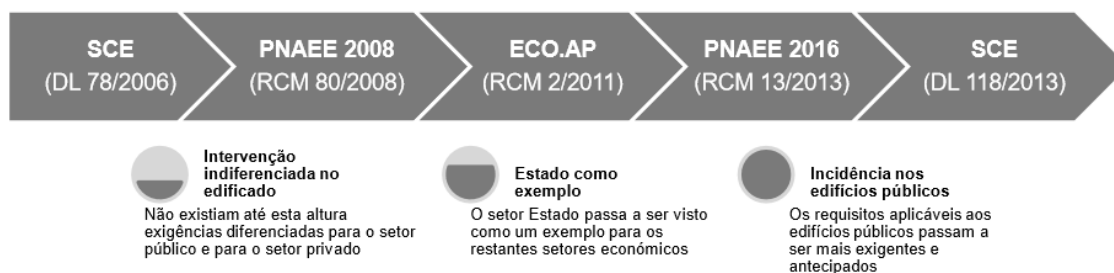 SCE
(DL 78/2006)
PNAEE 2008
(RCM 80/2008)
ECO.AP
(RCM 2/2011)
PNAEE 2016
(RCM 13/2013)
SCE
(DL 118/2013)
Intervenção
indiferenciada no
edificado
Não existiam até esta altura
exigências diferenciadas para o setor
público e para o setor privado
Estado como
exemplo
O setor Estado passa a ser visto
como um exemplo para os
restantes setores económicos
Incidência nos
edifícios públicos
Os requisitos aplicáveis aos
edifícios públicos passam a
ser mais exigentes e
antecipados